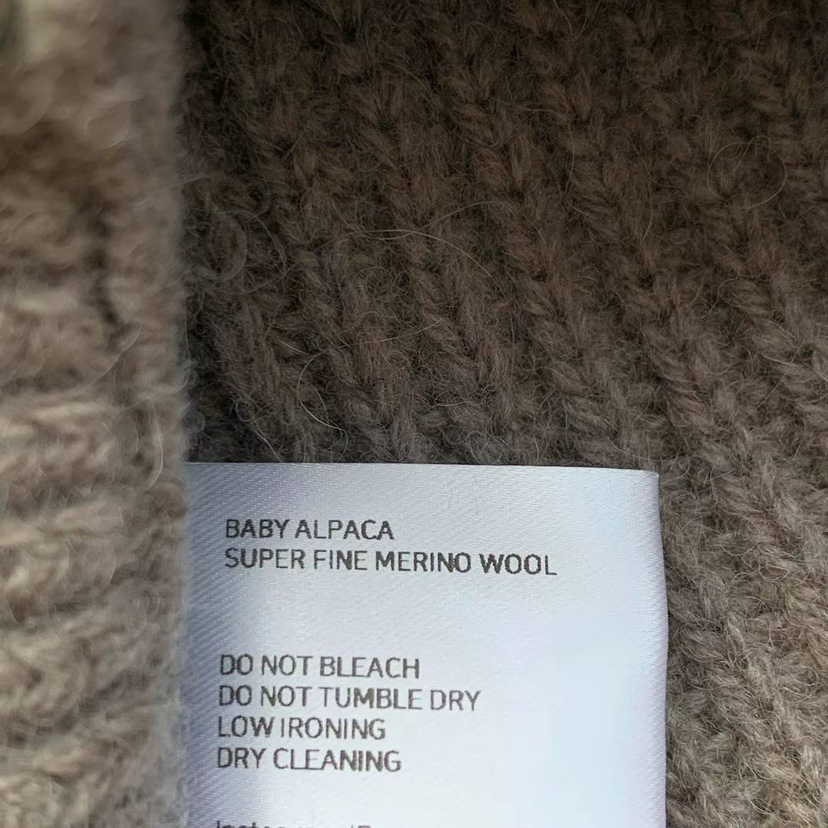 BABY ALPACA
SUPER FINE MERINO WOOL
DO NOT BLEACH
DO NOT TUMBLE DRY
LOW IRONING
DRY CLEANING